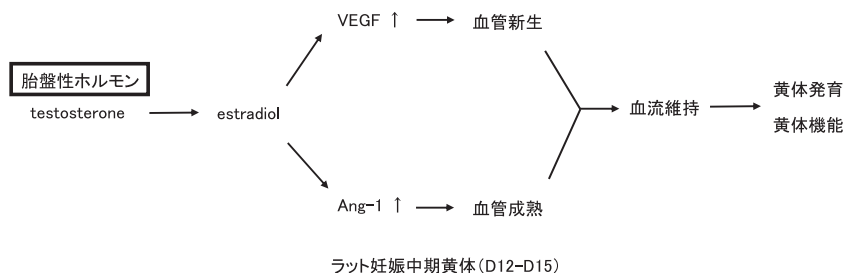 VEGF ↑
血管新生
胎盤性ホルモン
testosterone
estradiol
血流維持
黄体発育
黄体機能
Ang-1 ↑
血管成熟
ラット妊娠中期黄体(D12-D15)